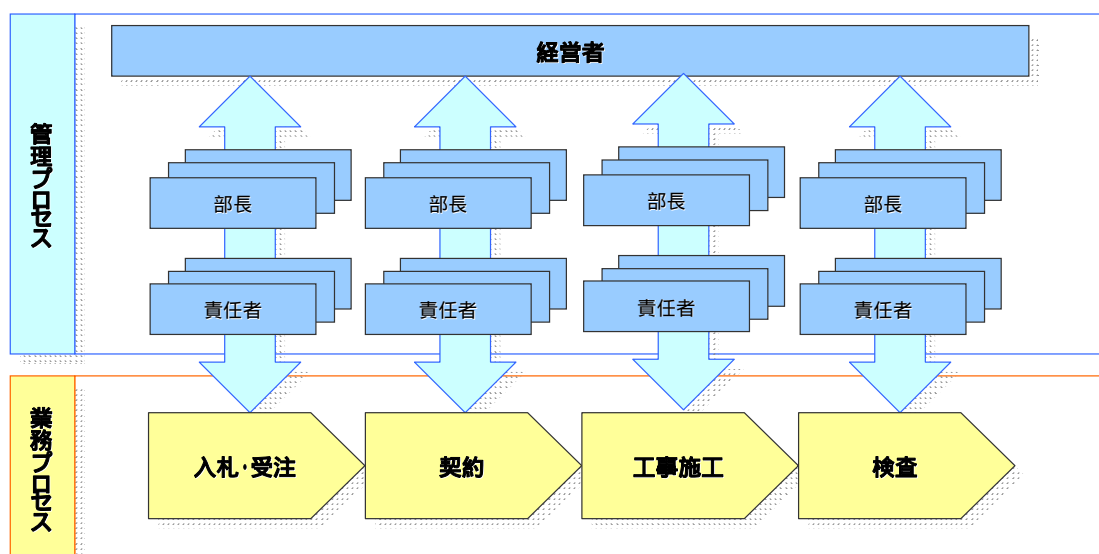 管理プロセス
経営者
部長
部長
部長
部長
責任者
責任者
責任者
責任者
業務プロセス
入札・受注
契約
工事施工
検査